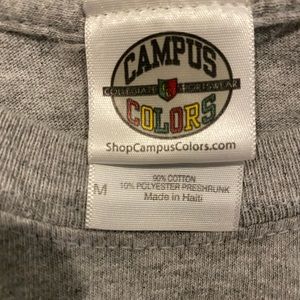 CAMPUS
COLLEGIATE SPORTSWEAR
COLORS
ShopCampusColors.com
M
90% COTTON
10% POLYESTER PRESHRUNK
Made in Haiti